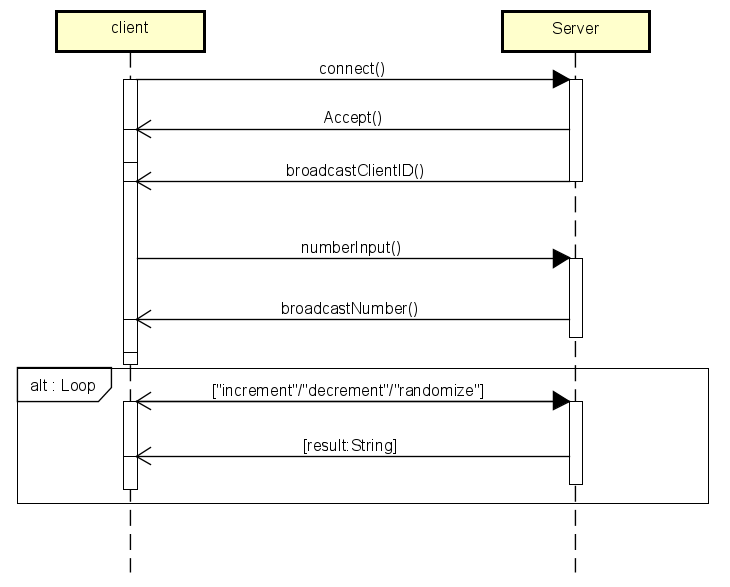 client
Server
connect()
Accept()
broadcastClientID()
numberInput()
broadcastNumber()
alt : Loop
["increment"/"decrement"/"randomize"]
[result:String]